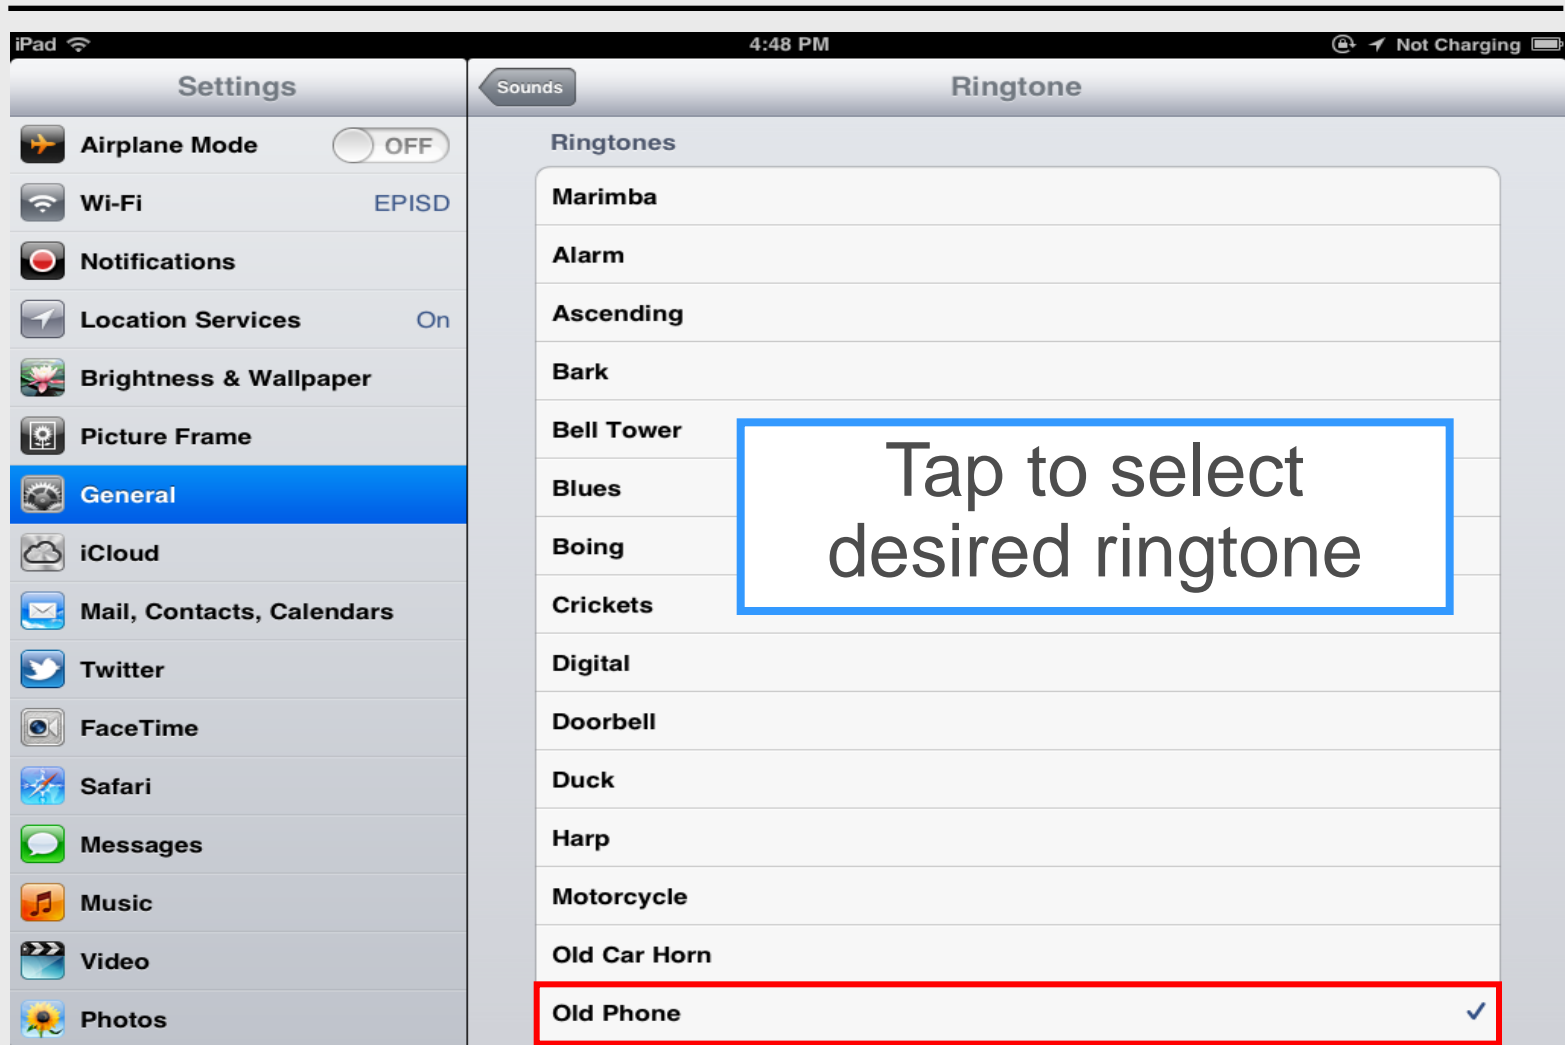 iPad 4:48 PM Not Charging
Settings
Sounds Ringtone
Airplane Mode OFF
Wi-Fi EPISD
Notifications
Location Services On
Brightness & Wallpaper
Picture Frame
General
iCloud
Mail, Contacts, Calendars
Twitter
FaceTime
Safari
Messages
Music
Video
Photos
Ringtones
Marimba
Alarm
Ascending
Bark
Bell Tower
Blues
Boing
Crickets
Digital
Doorbell
Duck
Harp
Motorcycle
Old Car Horn
Old Phone
Tap to select
desired ringtone